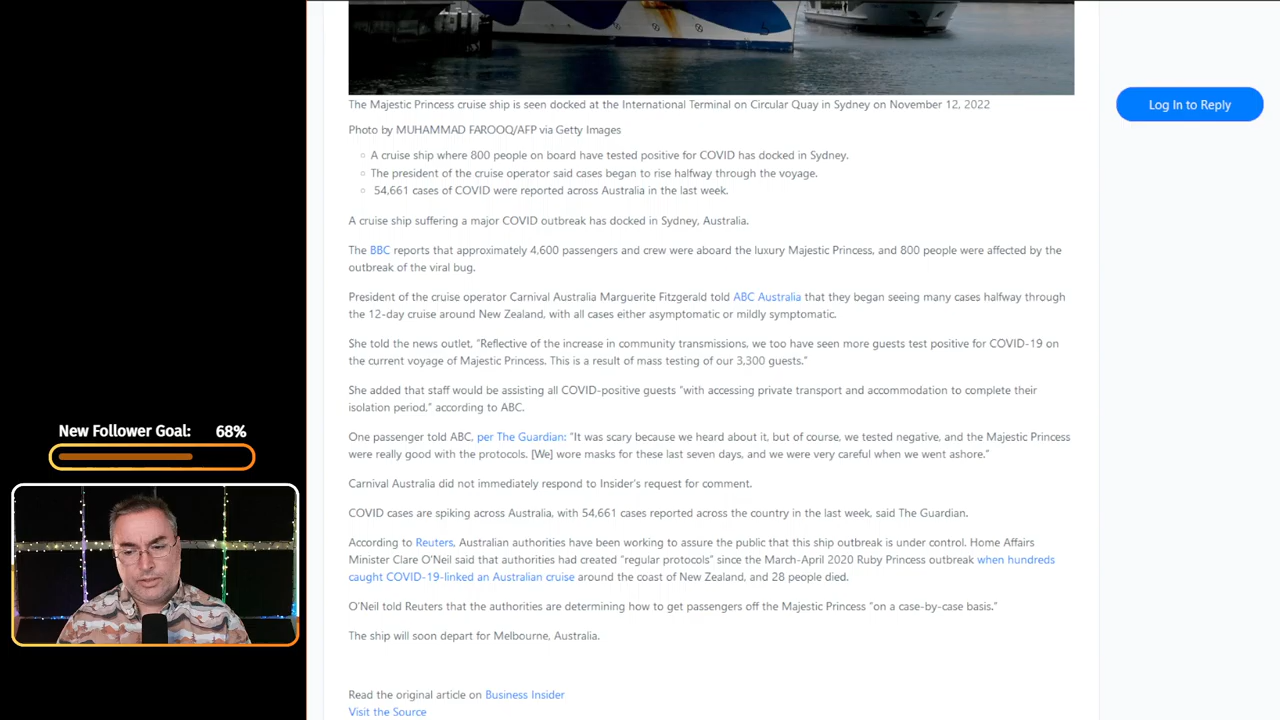 The Majestic Princess cruise ship is seen docked at the International Terminal on Circular Quay in Sydney on November 12, 2022
Log In to Reply
Photo by MUHAMMAD FAROOQ/AFP via Getty Images
A cruise ship where 800 people on board have tested positive for COVID has docked in Sydney.
The president of the cruise operator said cases began to rise halfway through the voyage.
54,661 cases of COVID were reported across Australia in the last week.
A cruise ship suffering a major COVID outbreak has docked in Sydney, Australia.
The BBC reports that approximately 4,600 passengers and crew were aboard the luxury Majestic Princess, and 800 people were affected by the
outbreak of the viral bug.
President of the cruise operator Carnival Australia Marguerite Fitzgerald told ABC Australia that they began seeing many cases halfway through
the 12-day cruise around New Zealand, with all cases either asymptomatic or mildly symptomatic.
She told the news outlet, “Reflective of the increase in community transmissions, we too have seen more guests test positive for COVID-19 on
the current voyage of Majestic Princess. This is a result of mass testing of our 3,300 guests.”
She added that staff would be assisting all COVID-positive guests “with accessing private transport and accommodation to complete their
isolation period,” according to ABC.
One passenger told ABC, per The Guardian: “It was scary because we heard about it, but of course, we tested negative, and the Majestic Princess
were really good with the protocols. [We] wore masks for these last seven days, and we were very careful when we went ashore.”
Carnival Australia did not immediately respond to Insider's request for comment.
COVID cases are spiking across Australia, with 54,661 cases reported across the country in the last week, said The Guardian.
According to Reuters, Australian authorities have been working to assure the public that this ship outbreak is under control. Home Affairs
Minister Clare O'Neil said that authorities had created “regular protocols” since the March-April 2020 Ruby Princess outbreak when hundreds
caught COVID-19-linked an Australian cruise around the coast of New Zealand, and 28 people died.
O'Neil told Reuters that the authorities are determining how to get passengers off the Majestic Princess “on a case-by-case basis.”
The ship will soon depart for Melbourne, Australia.
Read the original article on Business Insider
Visit the Source
New Follower Goal: 68%